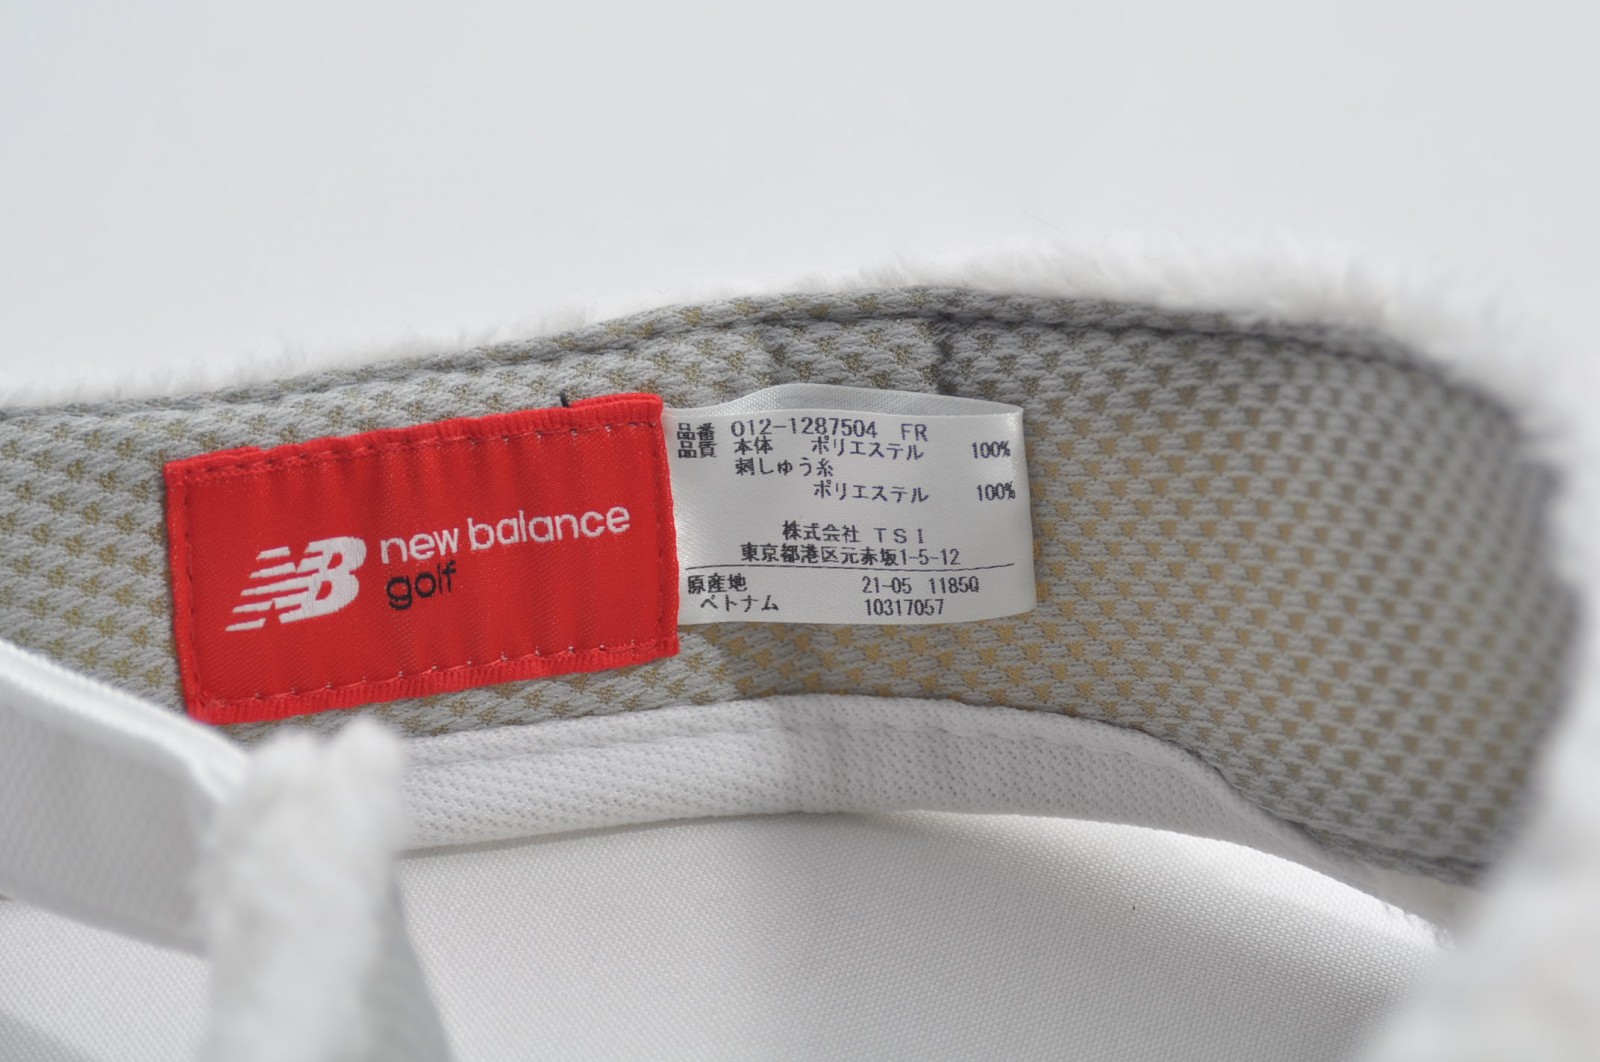 NB new balance
golf
品番 012-1287504 FR
品質 本体 ポリエステル 100%
刺しゅう糸
ポリエステル 100%
株式会社 TSI
東京都港区元赤坂1-5-12
原産地 21-05 1185Q
ベトナム 10317057